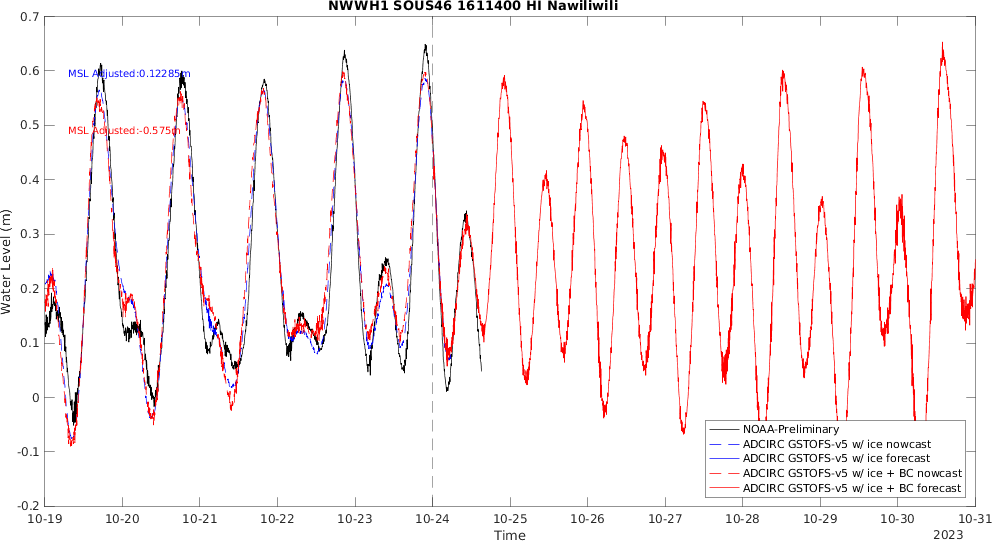 NWWH1 SOUS46 1611400 HI Nawiliwili
Water Level (m)
0.7
0.6
0.5
0.4
0.3
0.2
0.1
0
-0.1
-0.2
MSL Adjusted:0.12285m
MSL Adjusted:-0.575m
NOAA-Preliminary
ADCIRC GSTOFS-v5 w/ ice nowcast
ADCIRC GSTOFS-v5 w/ ice forecast
ADCIRC GSTOFS-v5 w/ ice + BC nowcast
ADCIRC GSTOFS-v5 w/ ice + BC forecast
10-19 10-20 10-21 10-22 10-23 10-24 10-25 10-26 10-27 10-28 10-29 10-30 10-31
Time
2023